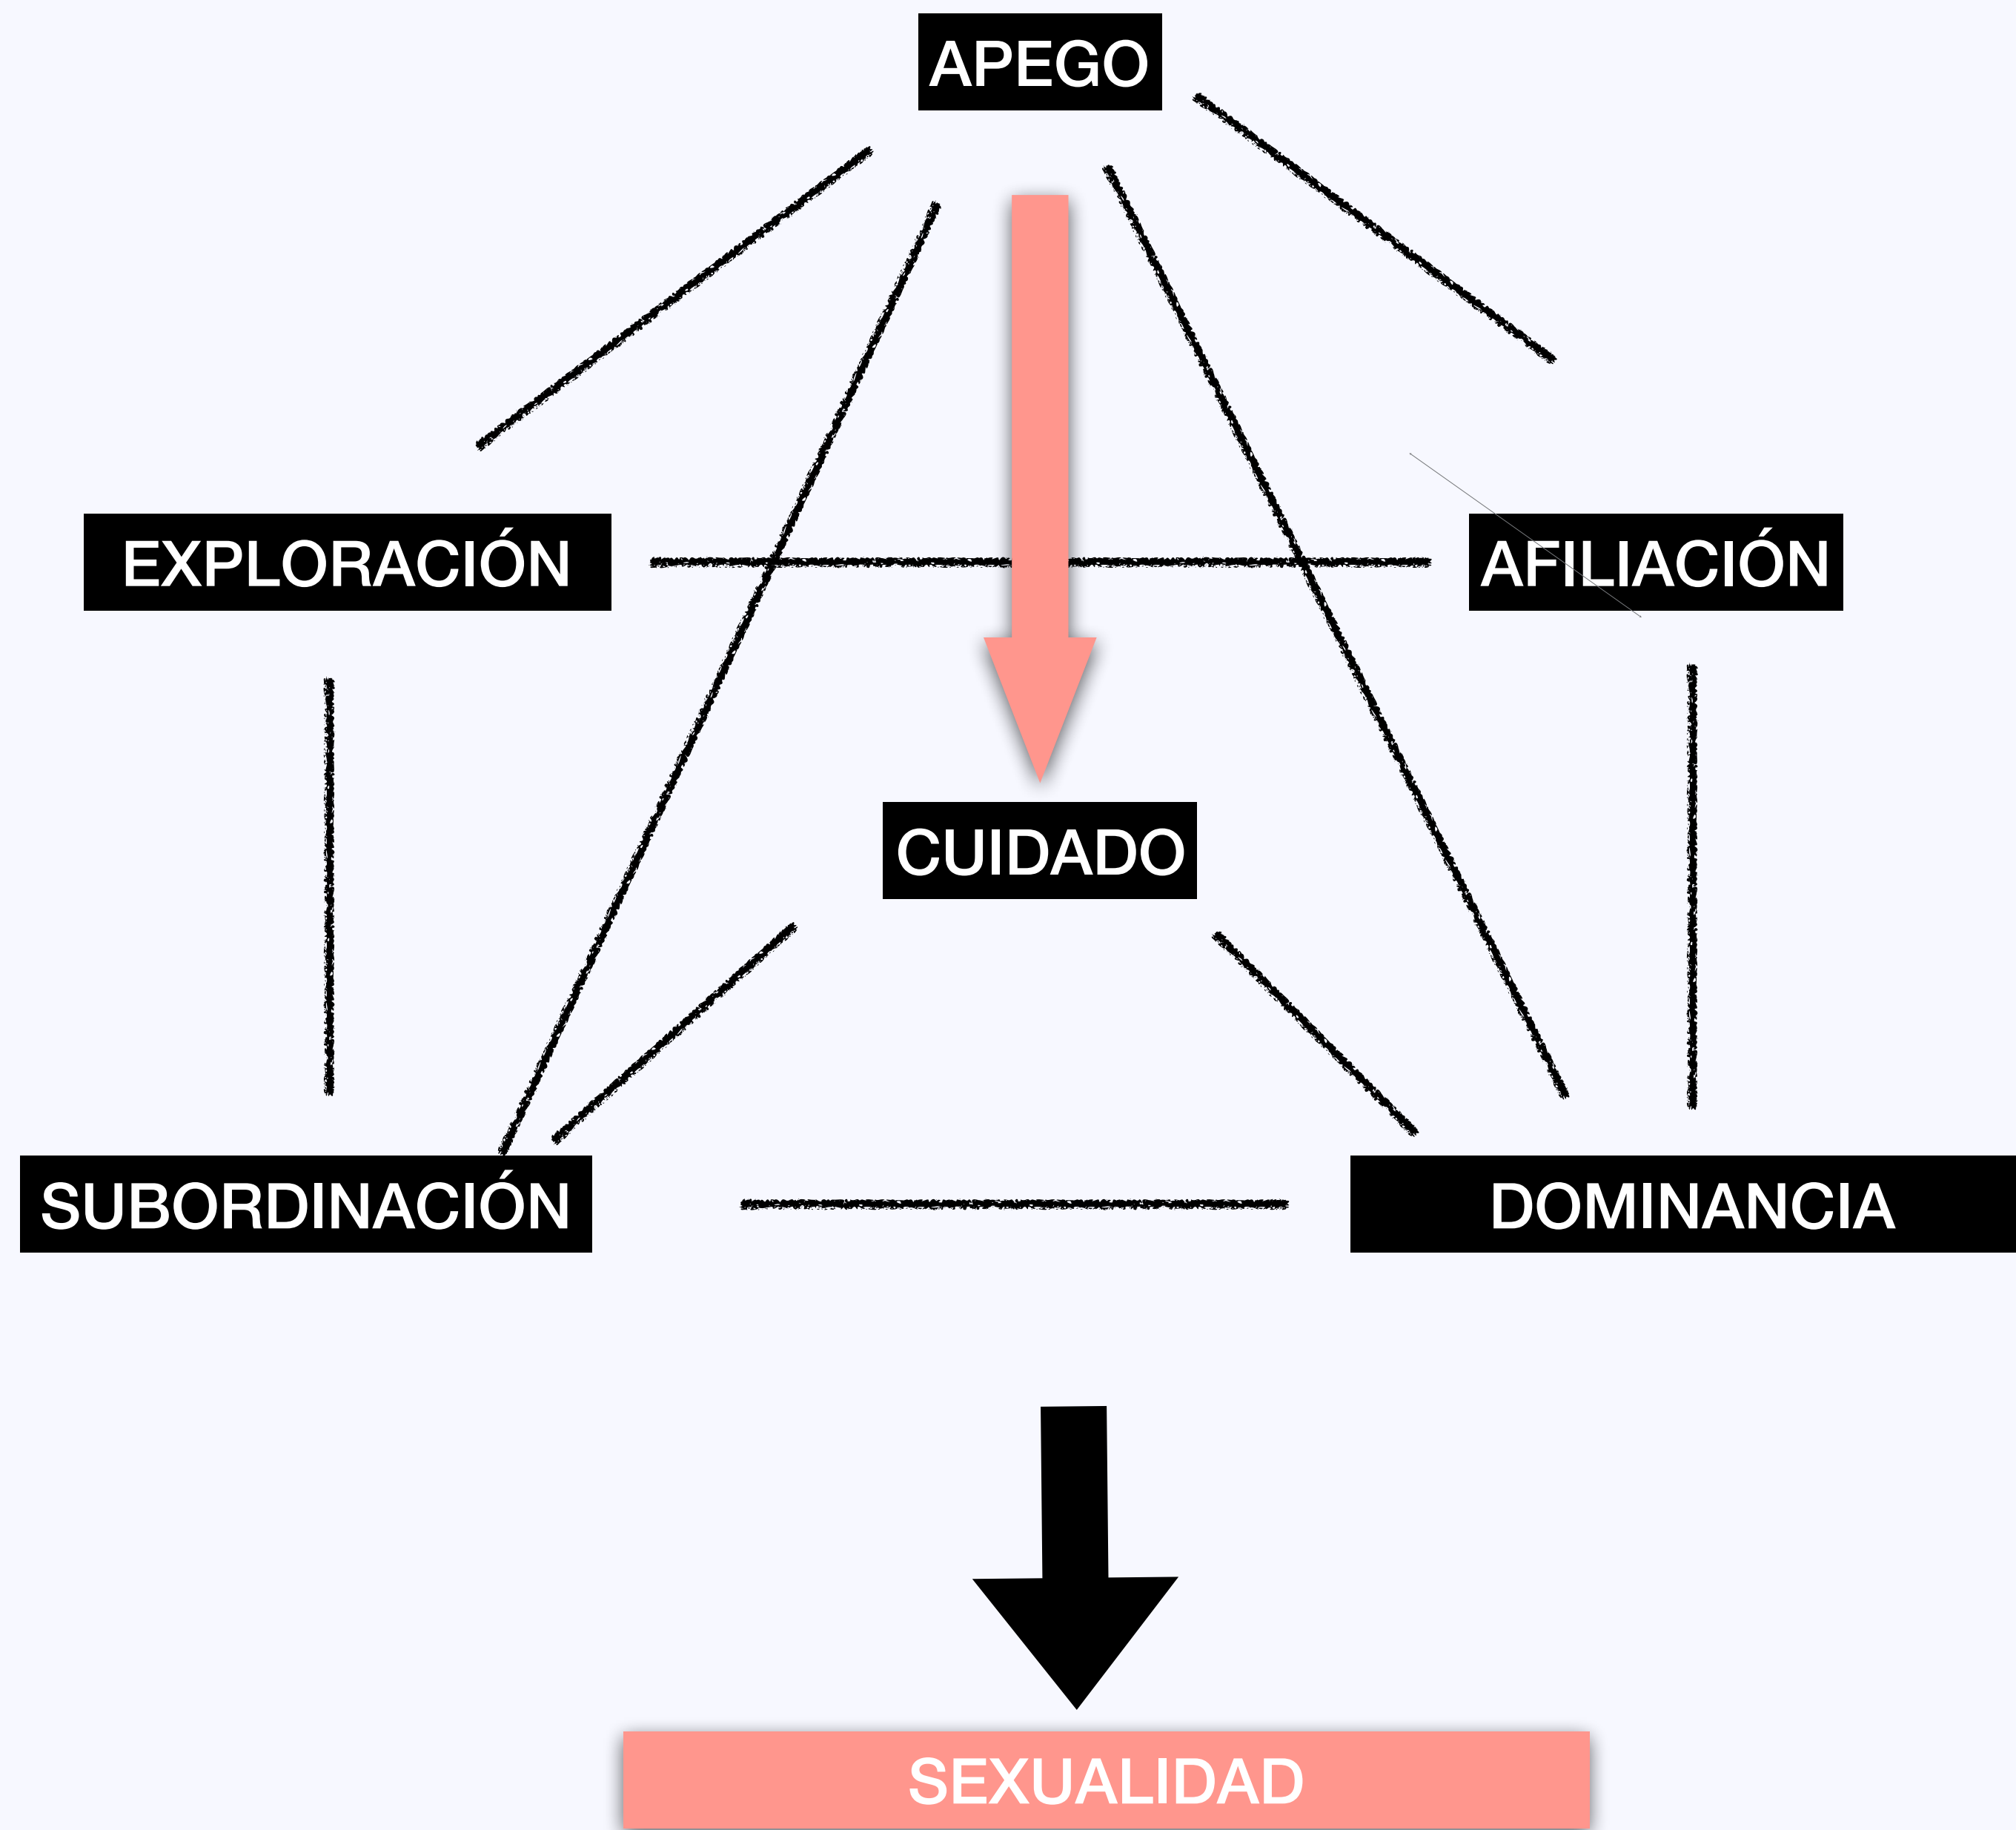 APEGO
EXPLORACIÓN
AFILIACIÓN
CUIDADO
SUBORDINACIÓN
DOMINANCIA
SEXUALIDAD